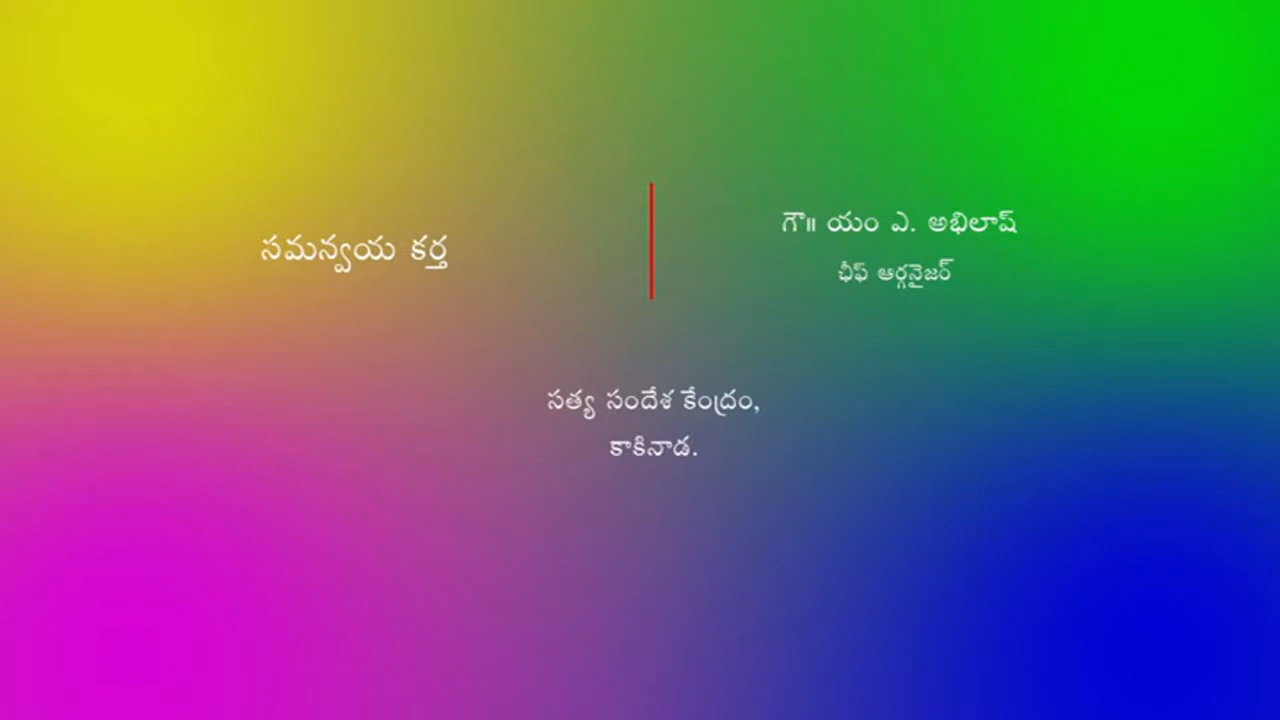 సమన్వయ కర్త
గౌ॥ యం ఎ. అభిలాష్
ఛీఫ్ ఆర్గనైజర్
సత్య సందేశ కేంద్రం,
కాకినాడ.